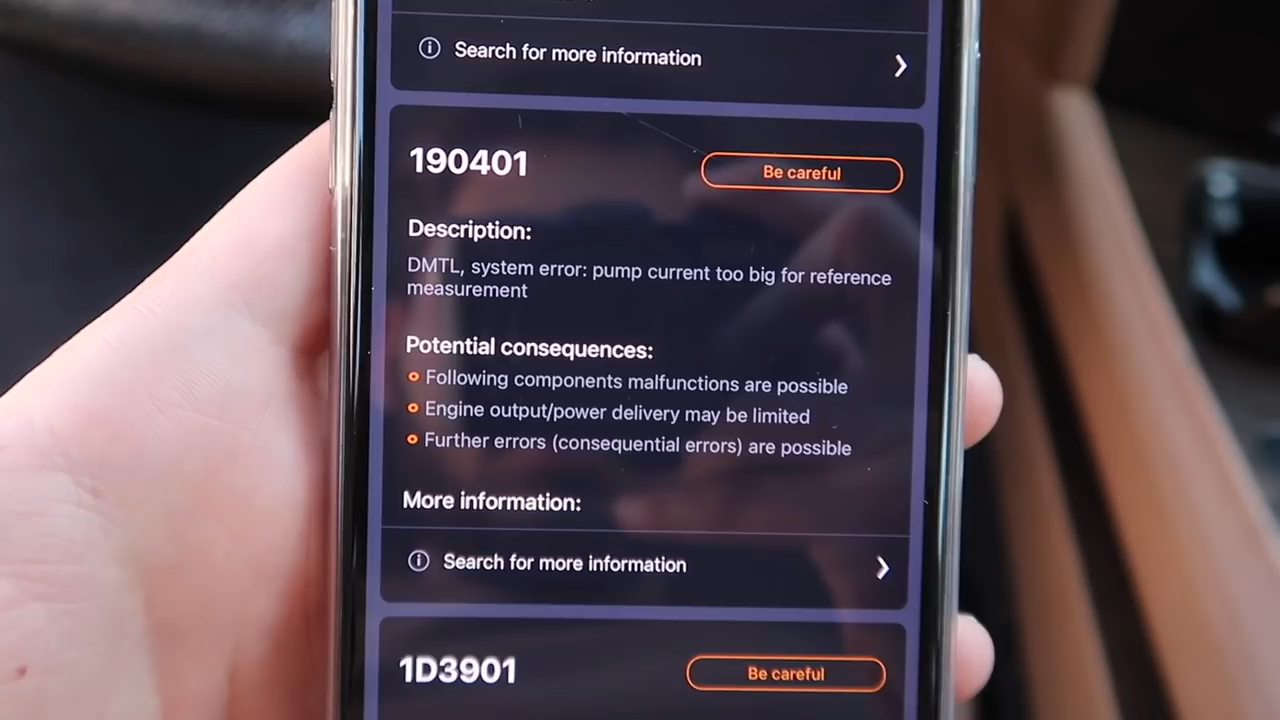 Search for more information
190401
Be careful
Description:
DMTL, system error: pump current too big for reference
measurement
Potential consequences:
Following components malfunctions are possible
Engine output/power delivery may be limited
Further errors (consequential errors) are possible
More information:
Search for more information
1D3901
Be careful